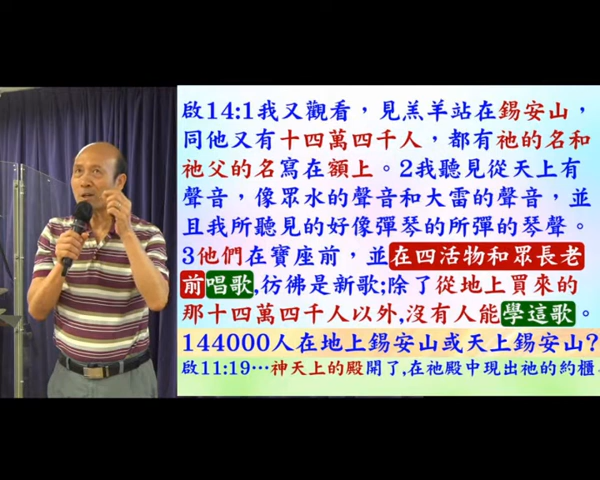 啟14:1我又觀看，見羔羊站在錫安山，
同他又有十四萬四千人，都有祂的名和
祂父的名寫在額上。2我聽見從天上有
聲音，像眾水的聲音和大雷的聲音，並
且我所聽見的好像彈琴的所彈的琴聲。
3他們在寶座前，並在四活物和眾長老
前唱歌,彷彿是新歌;除了從地上買來的
那十四萬四千人以外,沒有人能學這歌。
144000人在地上錫安山或天上錫安山?
啟11:19…神天上的殿開了,在祂殿中現出祂的約櫃